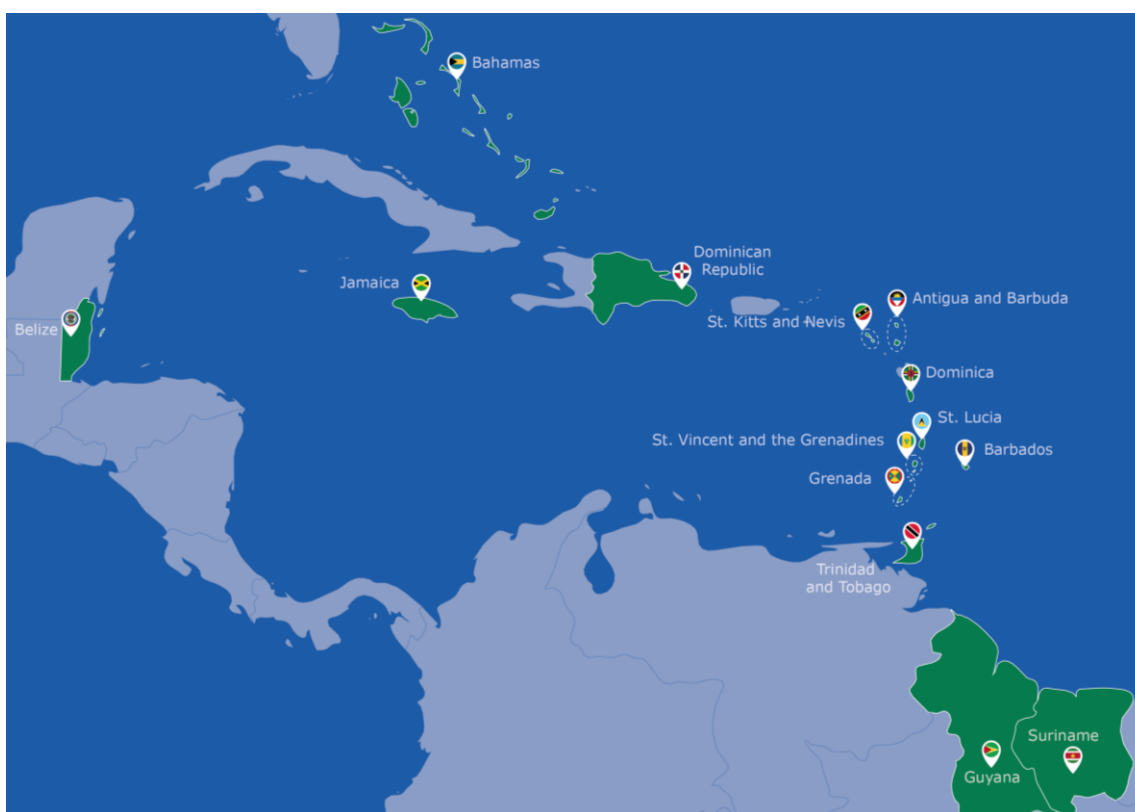 Bahamas
Dominican
Republic
Jamaica
Antigua and Barbuda
St. Kitts and Nevis
Belize
Dominica
St. Lucia
St. Vincent and the Grenadines
Barbados
Grenada
Trinidad
and Tobago
Suriname
Guyana